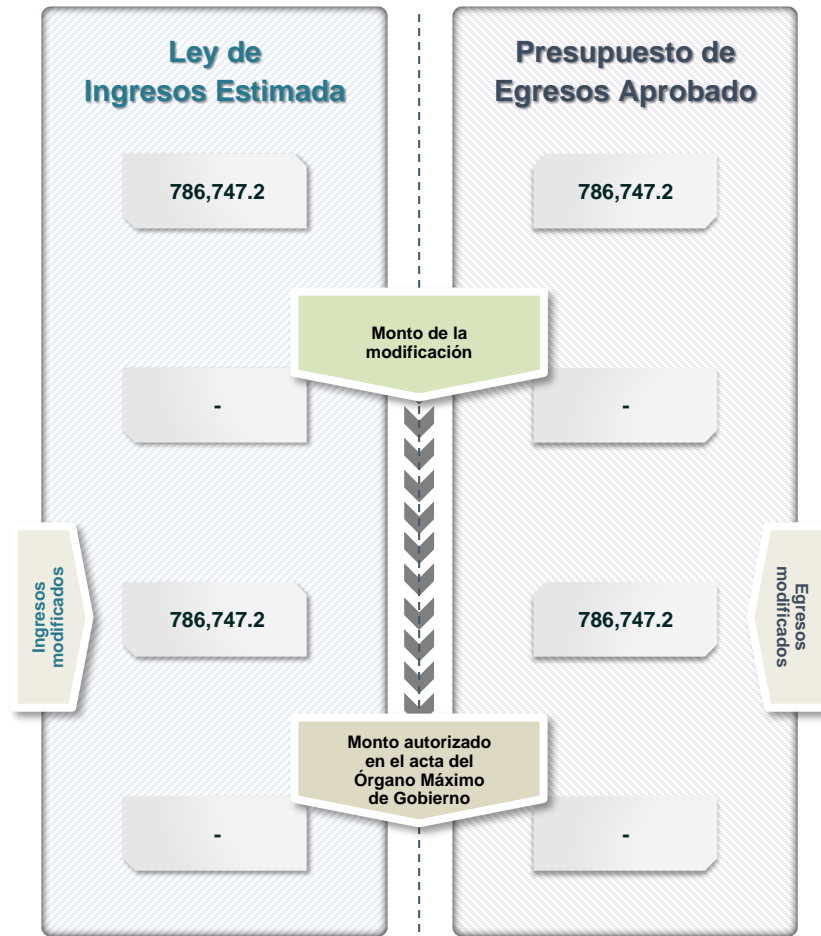 Ley de
Ingresos Estimada
Presupuesto de
Egresos Aprobado
786,747.2
786,747.2
Monto de la
modificación
-
-
Ingresos
modificados
786,747.2
786,747.2
Egresos
modificados
Monto autorizado
en el acta del
Órgano Máximo
de Gobierno
-
-